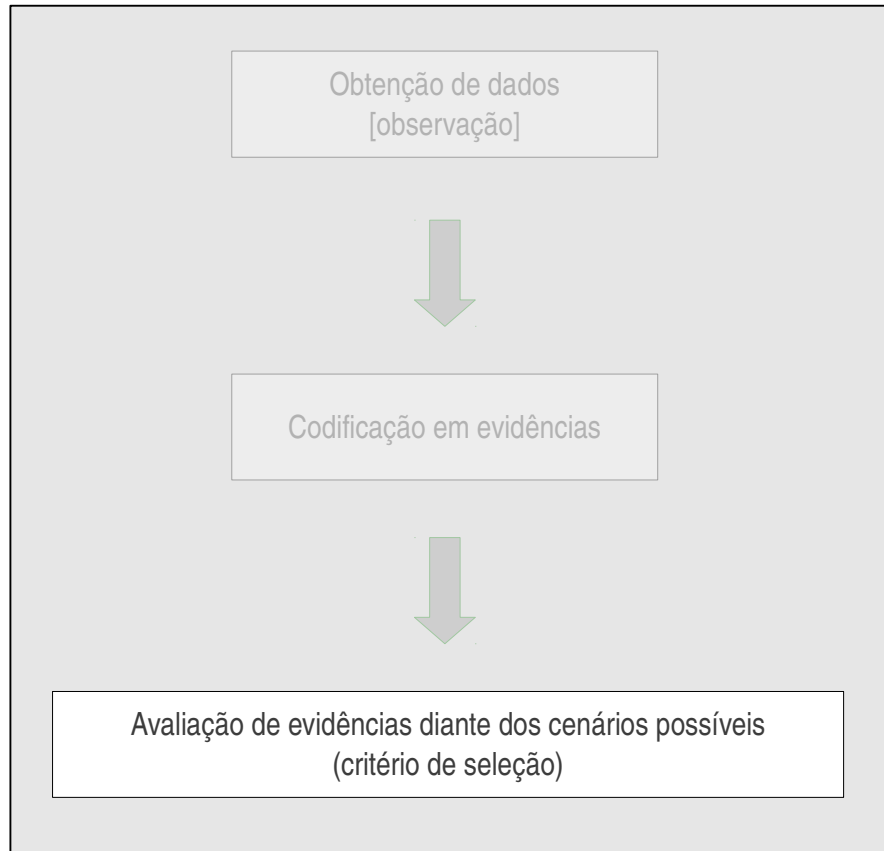 Obtenção de dados
[observação]
Codificação em evidências
Avaliação de evidências diante dos cenários possíveis
(critério de seleção)